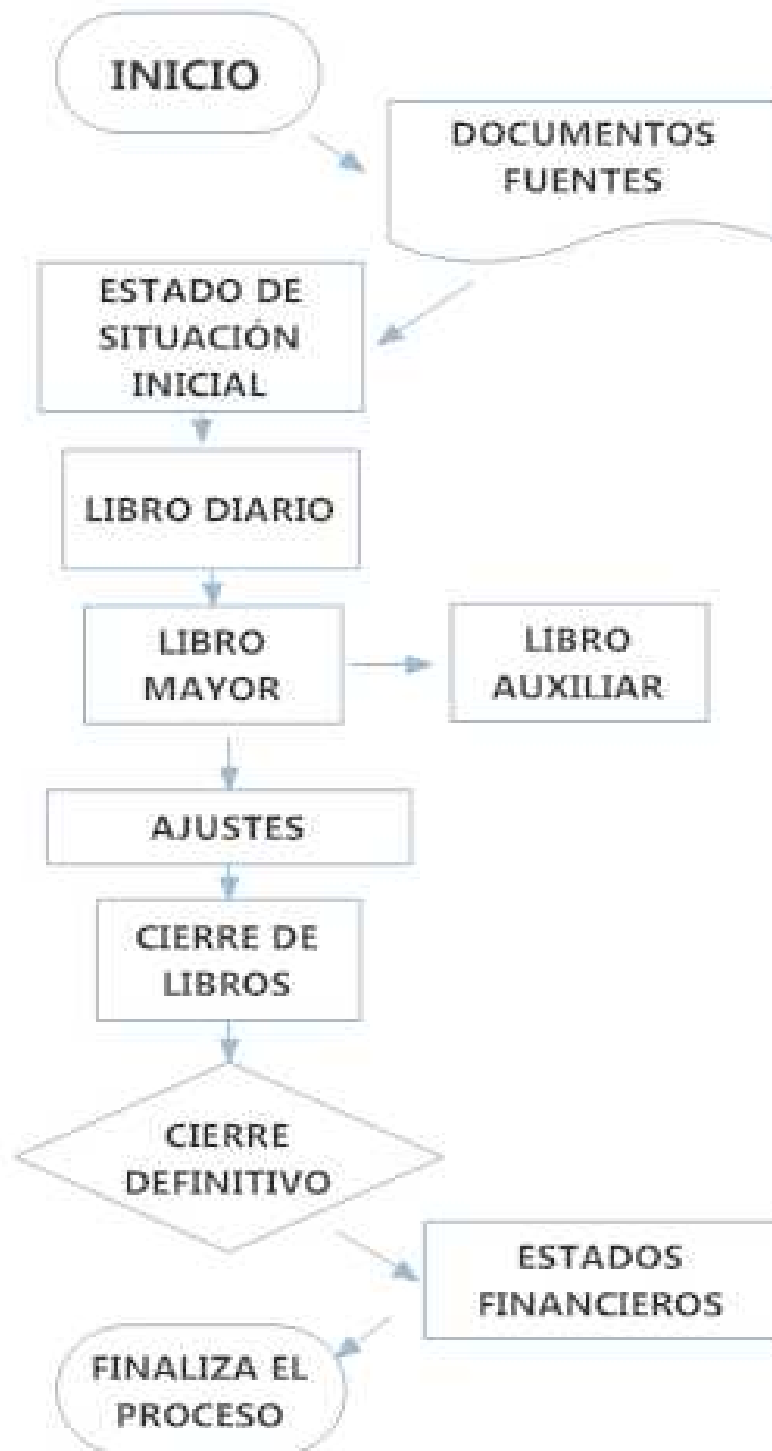 INICIO
DOCUMENTOS
FUENTES
ESTADO DE
SITUACIÓN
INICIAL
LIBRO DIARIO
LIBRO
MAYOR
LIBRO
AUXILIAR
AJUSTES
CIERRE DE
LIBROS
CIERRE
DEFINITIVO
ESTADOS
FINANCIEROS
FINALIZA EL
PROCESO